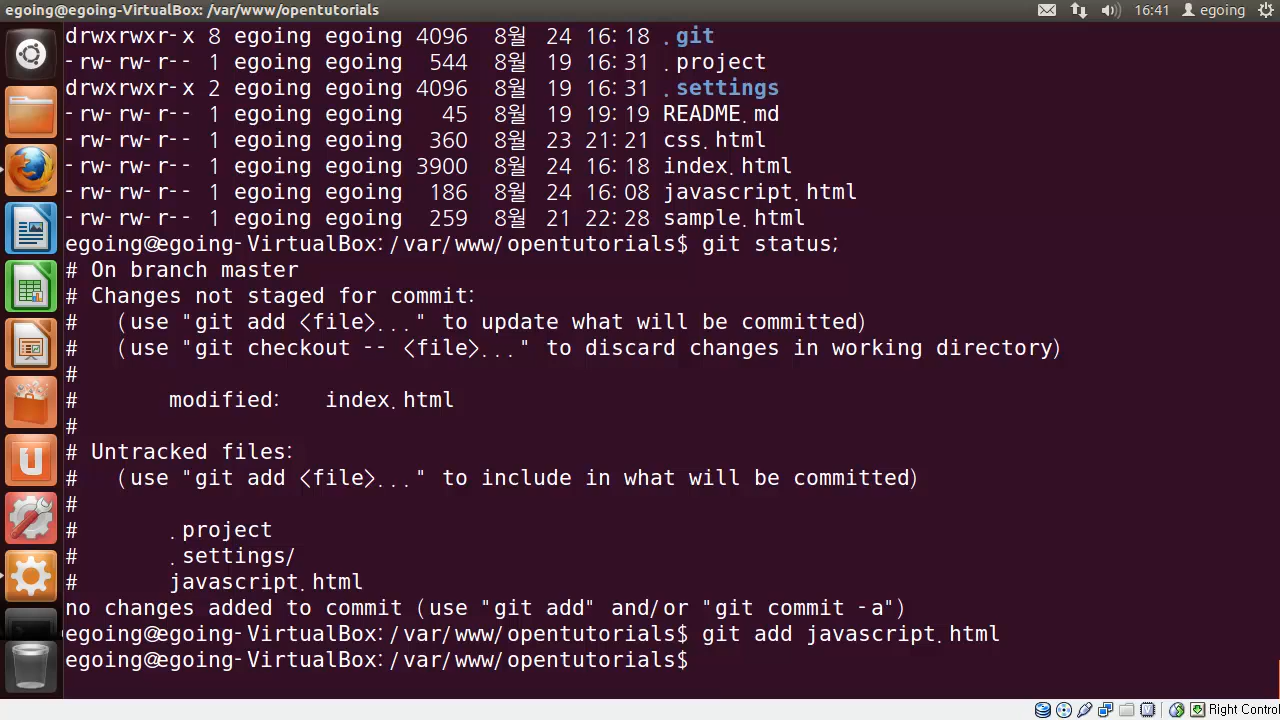 egoing@egoing-VirtualBox: /var/www/opentutorials 16:41 egoing
drwxrwxr-x 8 egoing egoing 4096 8월 24 16:18 .git
-rw-rw-r-- 1 egoing egoing 544 8월 19 16:31 .project
drwxrwxr-x 2 egoing egoing 4096 8월 19 16:31 .settings
-rw-rw-r-- 1 egoing egoing 45 8월 19 19:19 README.md
-rw-rw-r-- 1 egoing egoing 360 8월 23 21:21 css.html
-rw-rw-r-- 1 egoing egoing 3900 8월 24 16:18 index.html
-rw-rw-r-- 1 egoing egoing 186 8월 24 16:08 javascript.html
-rw-rw-r-- 1 egoing egoing 259 8월 21 22:28 sample.html
egoing@egoing-VirtualBox:/var/www/opentutorials$ git status;
# On branch master
# Changes not staged for commit:
#   (use "git add <file>..." to update what will be committed)
#   (use "git checkout -- <file>..." to discard changes in working directory)
#
#       modified:   index.html
#
# Untracked files:
#   (use "git add <file>..." to include in what will be committed)
#
#       .project
#       .settings/
#       javascript.html
no changes added to commit (use "git add" and/or "git commit -a")
egoing@egoing-VirtualBox:/var/www/opentutorials$ git add javascript.html
egoing@egoing-VirtualBox:/var/www/opentutorials$
Right Control